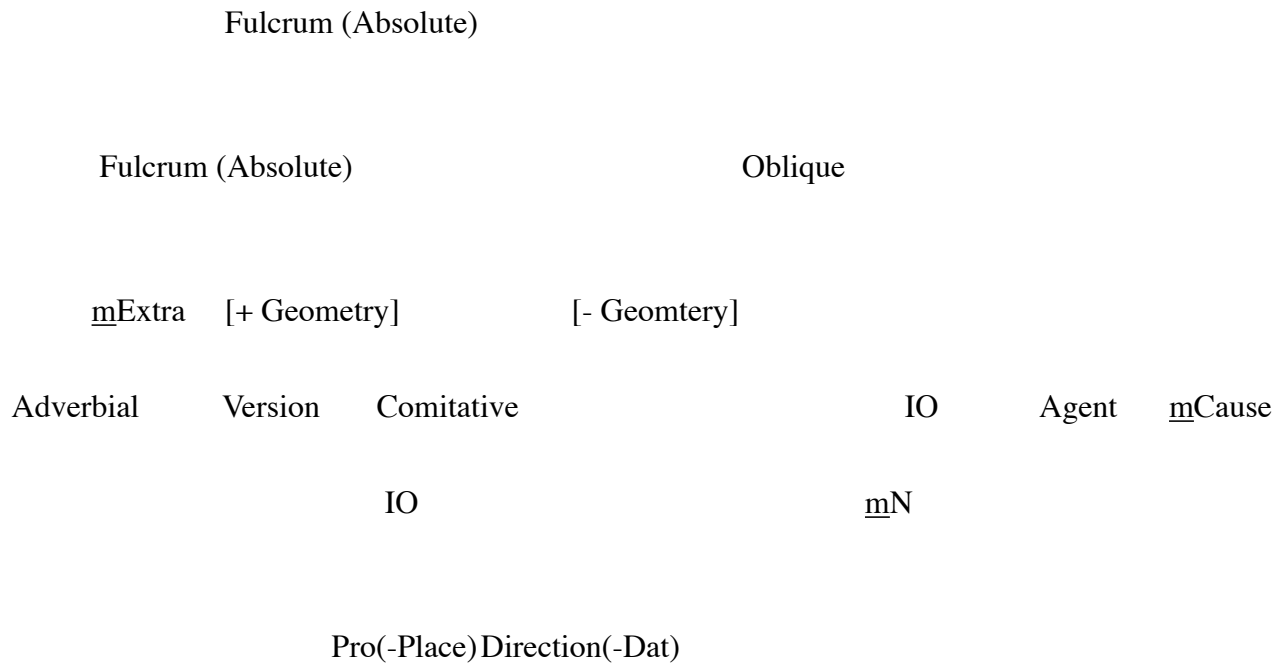 Fulcrum (Absolute)
Fulcrum (Absolute) Oblique
mExtra [+ Geometry] [- Geomtery]
Adverbial Version Comitative IO Agent mCause
IO mN
Pro(-Place) Direction(-Dat)